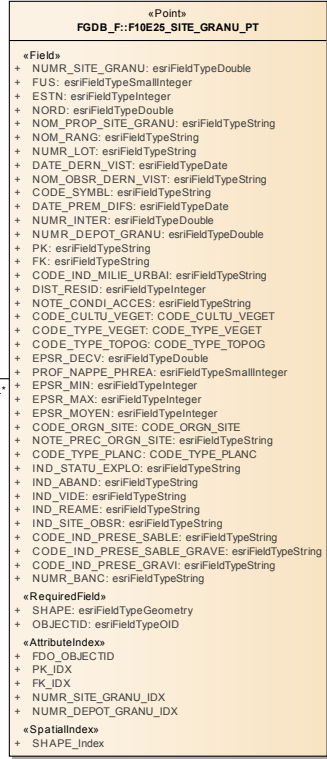 «Point»
FGDB_F::F10E25_SITE_GRANU_PT
«Field»
+ NUMR_SITE_GRANU: esriFieldTypeDouble
+ FUS: esriFieldTypeSmallInteger
+ ESTN: esriFieldTypeInteger
+ NORD: esriFieldTypeDouble
+ NOM_PROP_SITE_GRANU: esriFieldTypeString
+ NOM_RANG: esriFieldTypeString
+ NUMR_LOT: esriFieldTypeString
+ DATE_DERN_VIST: esriFieldTypeDate
+ NOM_OBSR_DERN_VIST: esriFieldTypeString
+ CODE_SYMBL: esriFieldTypeString
+ DATE_PREM_DIFS: esriFieldTypeDate
+ NUMR_INTER: esriFieldTypeDouble
+ NUMR_DEPOT_GRANU: esriFieldTypeDouble
+ PK: esriFieldTypeString
+ FK: esriFieldTypeString
+ CODE_IND_MILIE_URBAI: esriFieldTypeString
+ DIST_RESID: esriFieldTypeInteger
+ NOTE_CONDI_ACCES: esriFieldTypeString
+ CODE_CULTU_VEGET: CODE_CULTU_VEGET
+ CODE_TYPE_VEGET: CODE_TYPE_VEGET
+ CODE_TYPE_TOPOG: CODE_TYPE_TOPOG
+ EPSR_DECV: esriFieldTypeDouble
+ PROF_NAPPE_PHREA: esriFieldTypeSmallInteger
.*
+ EPSR_MIN: esriFieldTypeInteger
+ EPSR_MAX: esriFieldTypeInteger
+ EPSR_MOYEN: esriFieldTypeInteger
+ CODE_ORGN_SITE: CODE_ORGN_SITE
+ NOTE_PREC_ORGN_SITE: esriFieldTypeString
+ CODE_TYPE_PLANC: CODE_TYPE_PLANC
+ IND_STATU_EXPLO: esriFieldTypeString
+ IND_ABAND: esriFieldTypeString
+ IND_VIDE: esriFieldTypeString
+ IND_REAME: esriFieldTypeString
+ IND_SITE_OBSR: esriFieldTypeString
+ CODE_IND_PRESE_SABLE: esriFieldTypeString
+ CODE_IND_PRESE_SABLE_GRAVE: esriFieldTypeString
+ CODE_IND_PRESE_GRAVI: esriFieldTypeString
+ NUMR_BANC: esriFieldTypeString
«RequiredField»
+ SHAPE: esriFieldTypeGeometry
+ OBJECTID: esriFieldTypeOID
«AttributeIndex»
+ FDO_OBJECTID
+ PK_IDX
+ FK_IDX
+ NUMR_SITE_GRANU_IDX
+ NUMR_DEPOT_GRANU_IDX
«SpatialIndex»
+ SHAPE_Index